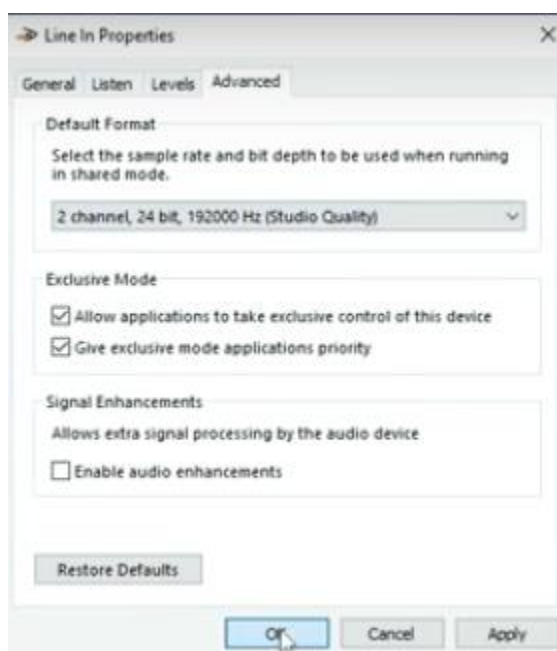 Line In Properties
General Listen Levels Advanced
Default Format
Select the sample rate and bit depth to be used when running
in shared mode.
2 channel, 24 bit, 192000 Hz (Studio Quality)
Exclusive Mode
Allow applications to take exclusive control of this device
Give exclusive mode applications priority
Signal Enhancements
Allows extra signal processing by the audio device
Enable audio enhancements
Restore Defaults
OK Cancel Apply